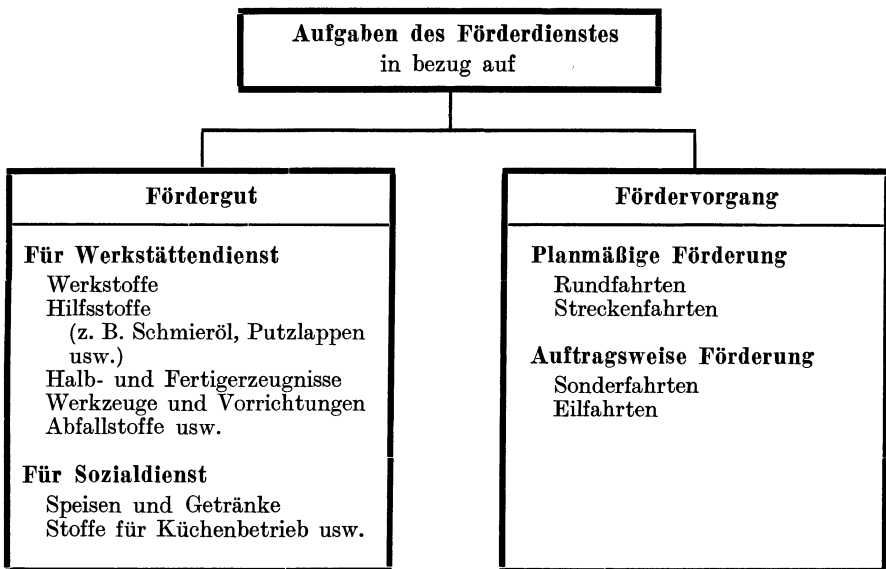 Aufgaben des Förderdienstes
in bezug auf
Fördergut
Für Werkstättendienst
Werkstoffe
Hilfsstoffe
(z. B. Schmieröl, Putzlappen
usw.)
Halb- und Fertigerzeugnisse
Werkzeuge und Vorrichtungen
Abfallstoffe usw.
Für Sozialdienst
Speisen und Getränke
Stoffe für Küchenbetrieb usw.
Fördervorgang
Planmäßige Förderung
Rundfahrten
Streckenfahrten
Auftragsweise Förderung
Sonderfahrten
Eilfahrten